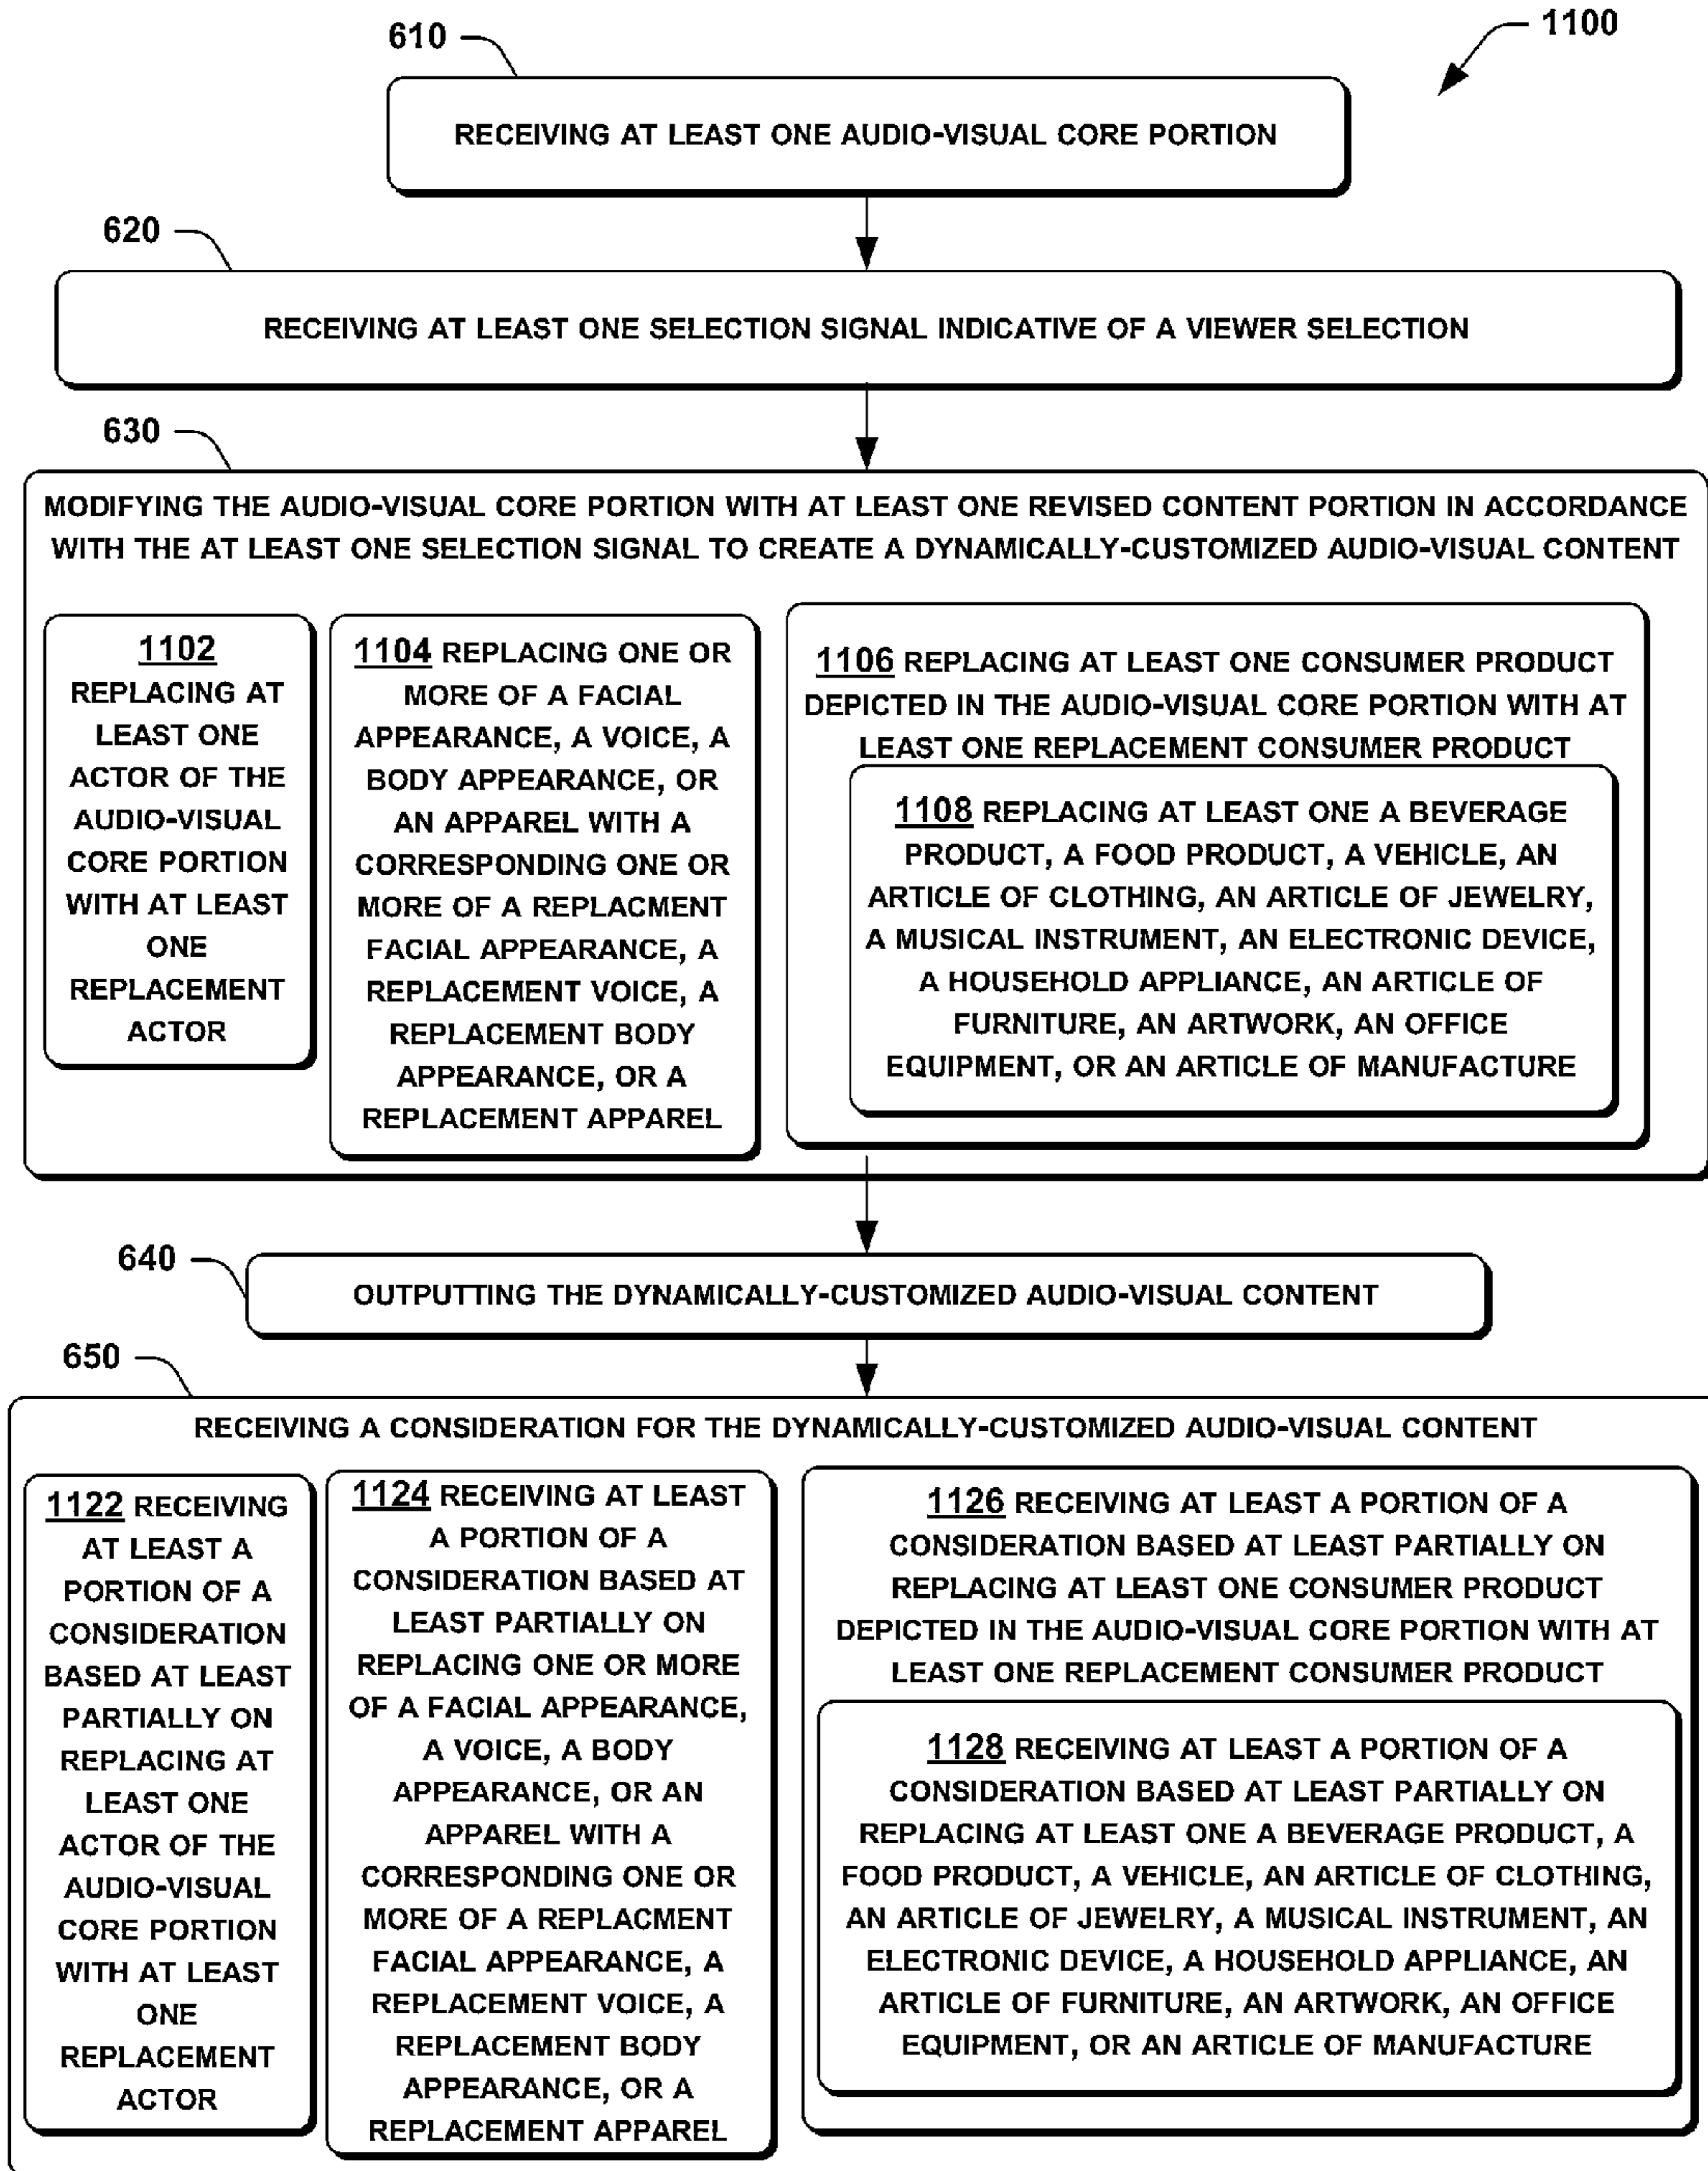 1100
610
RECEIVING AT LEAST ONE AUDIO-VISUAL CORE PORTION
620
RECEIVING AT LEAST ONE SELECTION SIGNAL INDICATIVE OF A VIEWER SELECTION
630
MODIFYING THE AUDIO-VISUAL CORE PORTION WITH AT LEAST ONE REVISED CONTENT PORTION IN ACCORDANCE
WITH THE AT LEAST ONE SELECTION SIGNAL TO CREATE A DYNAMICALLY-CUSTOMIZED AUDIO-VISUAL CONTENT
1102
REPLACING AT
LEAST ONE
ACTOR OF THE
AUDIO-VISUAL
CORE PORTION
WITH AT LEAST
ONE
REPLACEMENT
ACTOR
1104 REPLACING ONE OR
MORE OF A FACIAL
APPEARANCE, A VOICE, A
BODY APPEARANCE, OR
AN APPAREL WITH A
CORRESPONDING ONE OR
MORE OF A REPLACMENT
FACIAL APPEARANCE, A
REPLACEMENT VOICE, A
REPLACEMENT BODY
APPEARANCE, OR A
REPLACEMENT APPAREL
1106 REPLACING AT LEAST ONE CONSUMER PRODUCT
DEPICTED IN THE AUDIO-VISUAL CORE PORTION WITH AT
LEAST ONE REPLACEMENT CONSUMER PRODUCT
1108 REPLACING AT LEAST ONE A BEVERAGE
PRODUCT, A FOOD PRODUCT, A VEHICLE, AN
ARTICLE OF CLOTHING, AN ARTICLE OF JEWELRY,
A MUSICAL INSTRUMENT, AN ELECTRONIC DEVICE,
A HOUSEHOLD APPLIANCE, AN ARTICLE OF
FURNITURE, AN ARTWORK, AN OFFICE
EQUIPMENT, OR AN ARTICLE OF MANUFACTURE
640
OUTPUTTING THE DYNAMICALLY-CUSTOMIZED AUDIO-VISUAL CONTENT
650
RECEIVING A CONSIDERATION FOR THE DYNAMICALLY-CUSTOMIZED AUDIO-VISUAL CONTENT
1122 RECEIVING
AT LEAST A
PORTION OF A
CONSIDERATION
BASED AT LEAST
PARTIALLY ON
REPLACING AT
LEAST ONE
ACTOR OF THE
AUDIO-VISUAL
CORE PORTION
WITH AT LEAST
ONE
REPLACEMENT
ACTOR
1124 RECEIVING AT LEAST
A PORTION OF A
CONSIDERATION BASED AT
LEAST PARTIALLY ON
REPLACING ONE OR MORE
OF A FACIAL APPEARANCE,
A VOICE, A BODY
APPEARANCE, OR AN
APPAREL WITH A
CORRESPONDING ONE OR
MORE OF A REPLACMENT
FACIAL APPEARANCE, A
REPLACEMENT VOICE, A
REPLACEMENT BODY
APPEARANCE, OR A
REPLACEMENT APPAREL
1126 RECEIVING AT LEAST A PORTION OF A
CONSIDERATION BASED AT LEAST PARTIALLY ON
REPLACING AT LEAST ONE CONSUMER PRODUCT
DEPICTED IN THE AUDIO-VISUAL CORE PORTION WITH AT
LEAST ONE REPLACEMENT CONSUMER PRODUCT
1128 RECEIVING AT LEAST A PORTION OF A
CONSIDERATION BASED AT LEAST PARTIALLY ON
REPLACING AT LEAST ONE A BEVERAGE PRODUCT, A
FOOD PRODUCT, A VEHICLE, AN ARTICLE OF CLOTHING,
AN ARTICLE OF JEWELRY, A MUSICAL INSTRUMENT, AN
ELECTRONIC DEVICE, A HOUSEHOLD APPLIANCE, AN
ARTICLE OF FURNITURE, AN ARTWORK, AN OFFICE
EQUIPMENT, OR AN ARTICLE OF MANUFACTURE